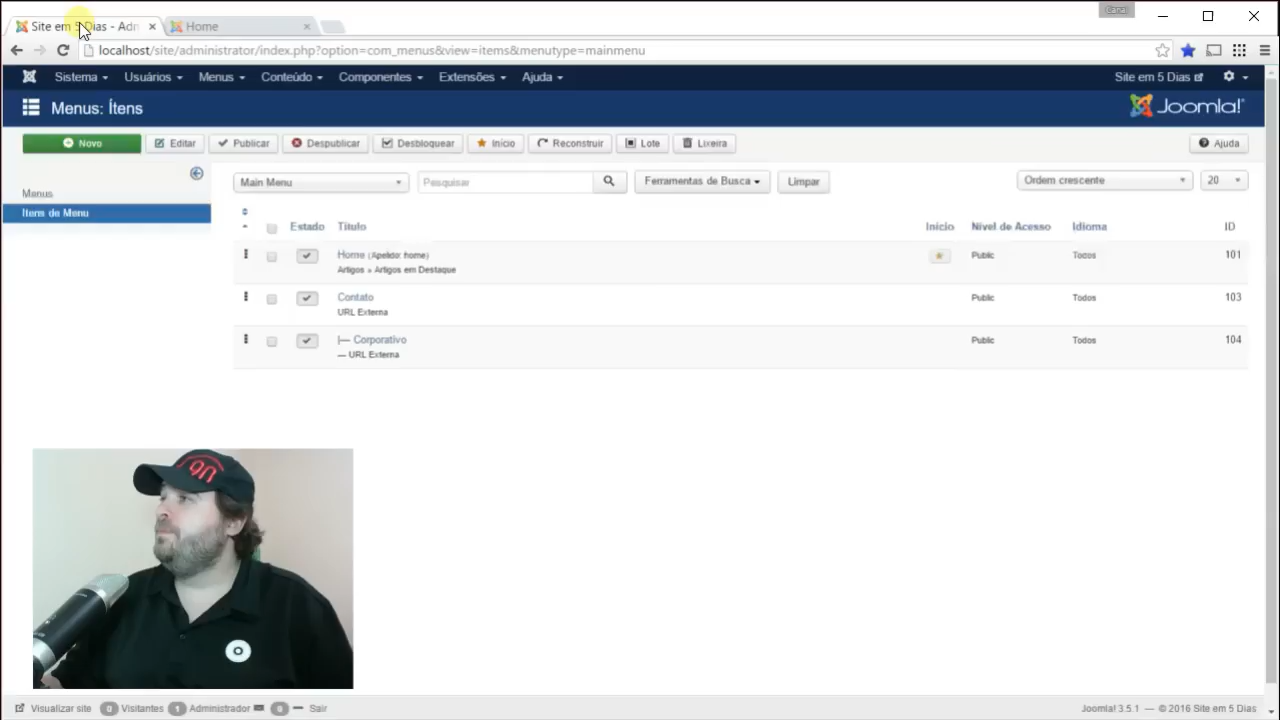 Canal
Site em 5 Dias - Adm
Home
localhost/site/administrator/index.php?option=com_menus&view=items&menutype=mainmenu
Sistema Usuários Menus Conteúdo Componentes Extensões Ajuda Site em 5 Dias
Menus: Ítens Joomla!®
Novo Editar Publicar Despublicar Desbloquear Início Reconstruir Lote Lixeira Ajuda
Main Menu Pesquisar Ferramentas de Busca Limpar Ordem crescente 20
Menus
Itens de Menu
Estado Título Início Nível de Acesso Idioma ID
Home (Apelido: home) Public Todos 101
Artigos » Artigos em Destaque
Contato Public Todos 103
URL Externa
|— Corporativo Public Todos 104
— URL Externa
Visualizar site 0 Visitantes 1 Administrador 0 — Sair Joomla! 3.5.1 — © 2016 Site em 5 Dias